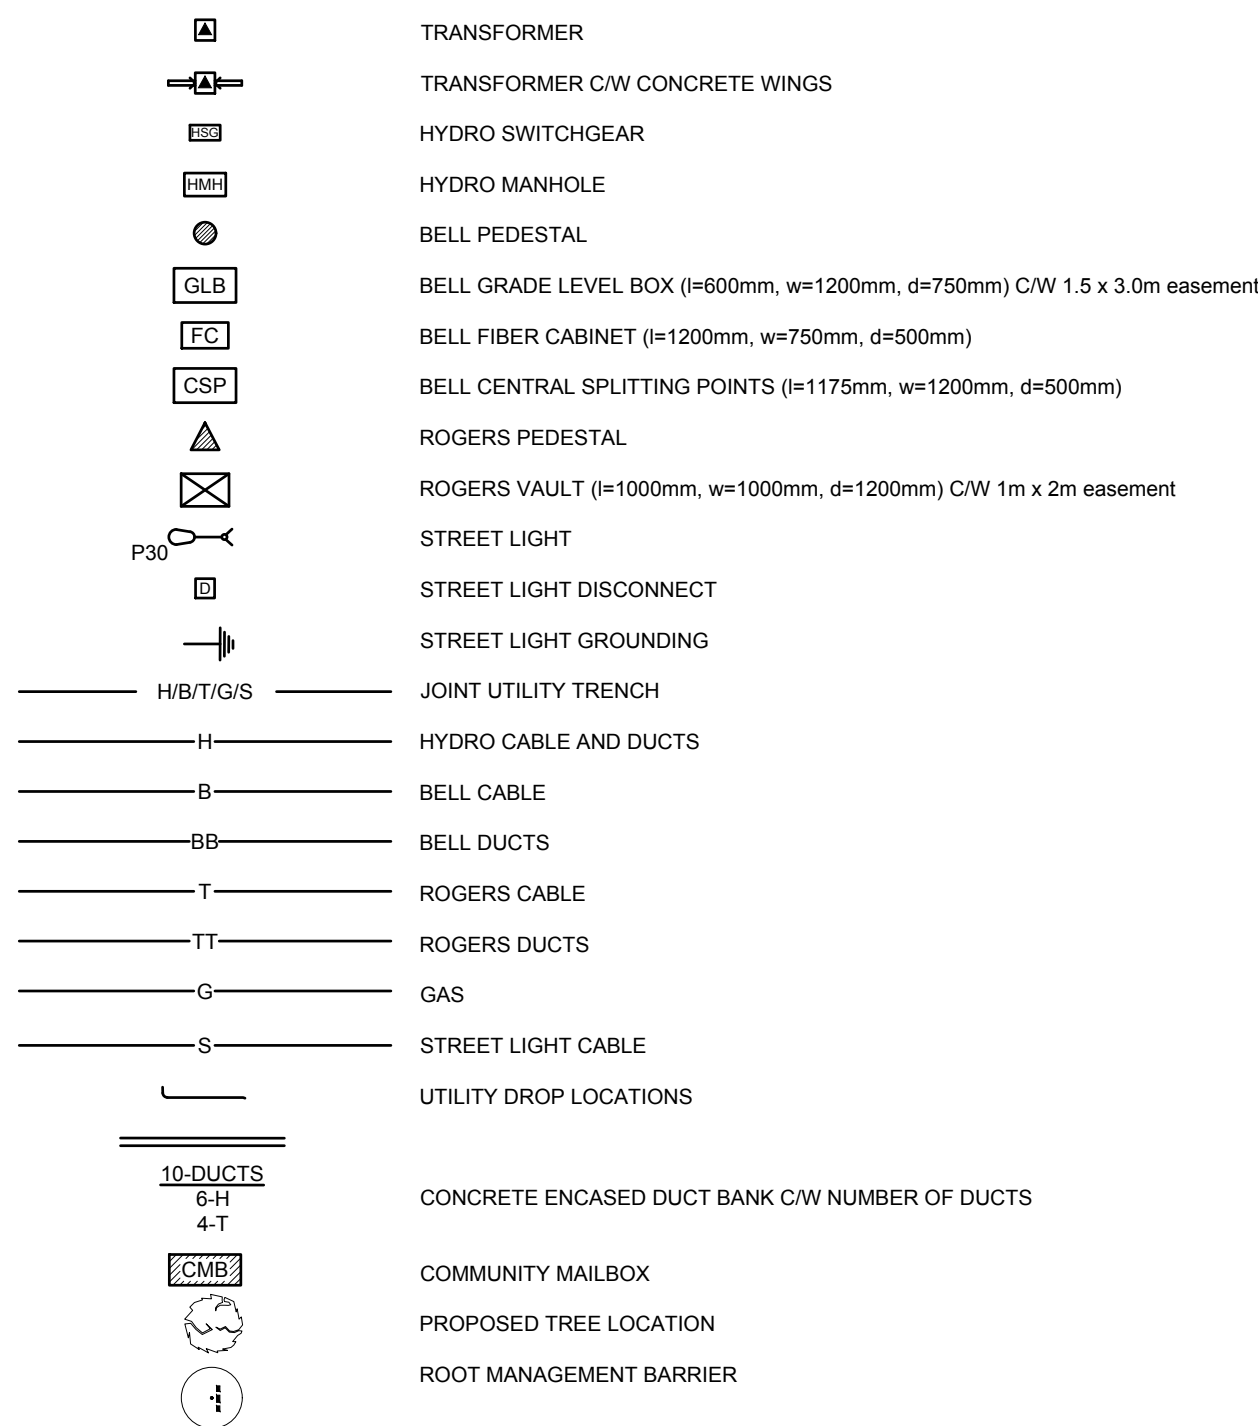 TRANSFORMER
TRANSFORMER C/W CONCRETE WINGS
HSG HYDRO SWITCHGEAR
HMH HYDRO MANHOLE
BELL PEDESTAL
GLB BELL GRADE LEVEL BOX (l=600mm, w=1200mm, d=750mm) C/W 1.5 x 3.0m easement
FC BELL FIBER CABINET (l=1200mm, w=750mm, d=500mm)
CSP BELL CENTRAL SPLITTING POINTS (l=1175mm, w=1200mm, d=500mm)
ROGERS PEDESTAL
ROGERS VAULT (l=1000mm, w=1000mm, d=1200mm) C/W 1m x 2m easement
P30 STREET LIGHT
D STREET LIGHT DISCONNECT
STREET LIGHT GROUNDING
H/B/T/G/S JOINT UTILITY TRENCH
H HYDRO CABLE AND DUCTS
B BELL CABLE
BB BELL DUCTS
T ROGERS CABLE
TT ROGERS DUCTS
G GAS
S STREET LIGHT CABLE
UTILITY DROP LOCATIONS
10-DUCTS
6-H CONCRETE ENCASED DUCT BANK C/W NUMBER OF DUCTS
4-T
CMB COMMUNITY MAILBOX
PROPOSED TREE LOCATION
ROOT MANAGEMENT BARRIER